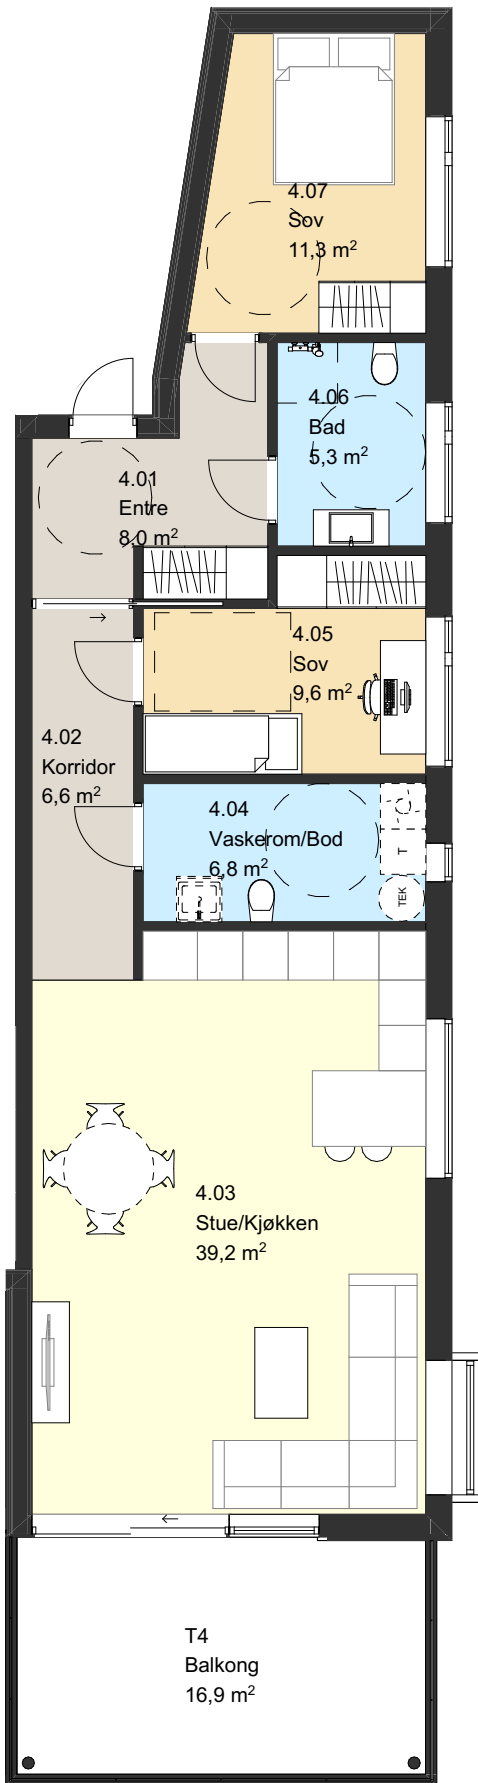 4.07
Sov
11,3 m²
4.06
Bad
5,3 m²
4.01
Entre
8,0 m²
4.05
Sov
9,6 m²
4.02
Korridor
6,6 m²
4.04
Vaskerom/Bod
6,8 m²
T
TEK
4.03
Stue/Kjøkken
39,2 m²
T4
Balkong
16,9 m²